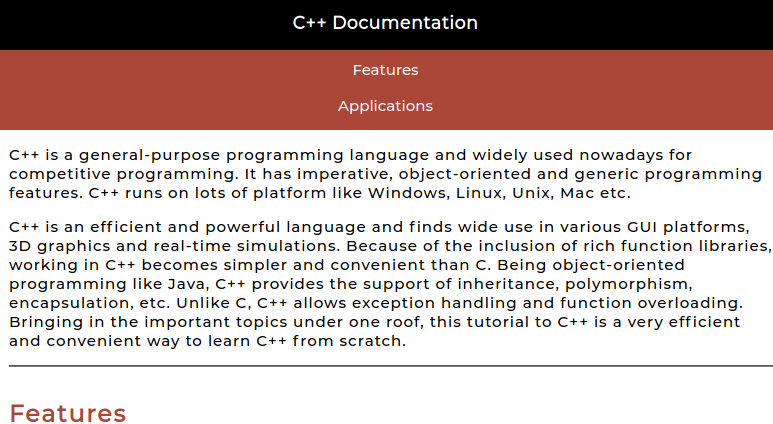 C++ Documentation
Features
Applications
C++ is a general-purpose programming language and widely used nowadays for
competitive programming. It has imperative, object-oriented and generic programming
features. C++ runs on lots of platform like Windows, Linux, Unix, Mac etc.
C++ is an efficient and powerful language and finds wide use in various GUI platforms,
3D graphics and real-time simulations. Because of the inclusion of rich function libraries,
working in C++ becomes simpler and convenient than C. Being object-oriented
programming like Java, C++ provides the support of inheritance, polymorphism,
encapsulation, etc. Unlike C, C++ allows exception handling and function overloading.
Bringing in the important topics under one roof, this tutorial to C++ is a very efficient
and convenient way to learn C++ from scratch.
Features